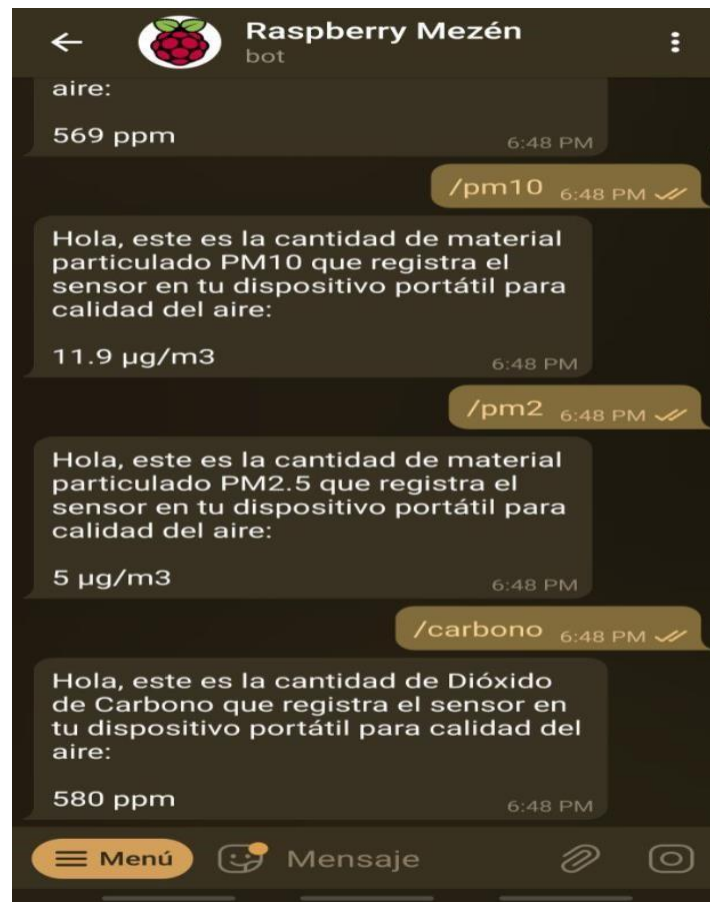 Raspberry Mezén
bot
aire:
569 ppm
6:48 PM
/pm10 6:48 PM
Hola, este es la cantidad de material
particulado PM10 que registra el
sensor en tu dispositivo portátil para
calidad del aire:
11.9 µg/m3
6:48 PM
/pm2 6:48 PM
Hola, este es la cantidad de material
particulado PM2.5 que registra el
sensor en tu dispositivo portátil para
calidad del aire:
5 µg/m3
6:48 PM
/carbono 6:48 PM
Hola, este es la cantidad de Dióxido
de Carbono que registra el sensor en
tu dispositivo portátil para calidad del
aire:
580 ppm
6:48 PM
Menú
Mensaje